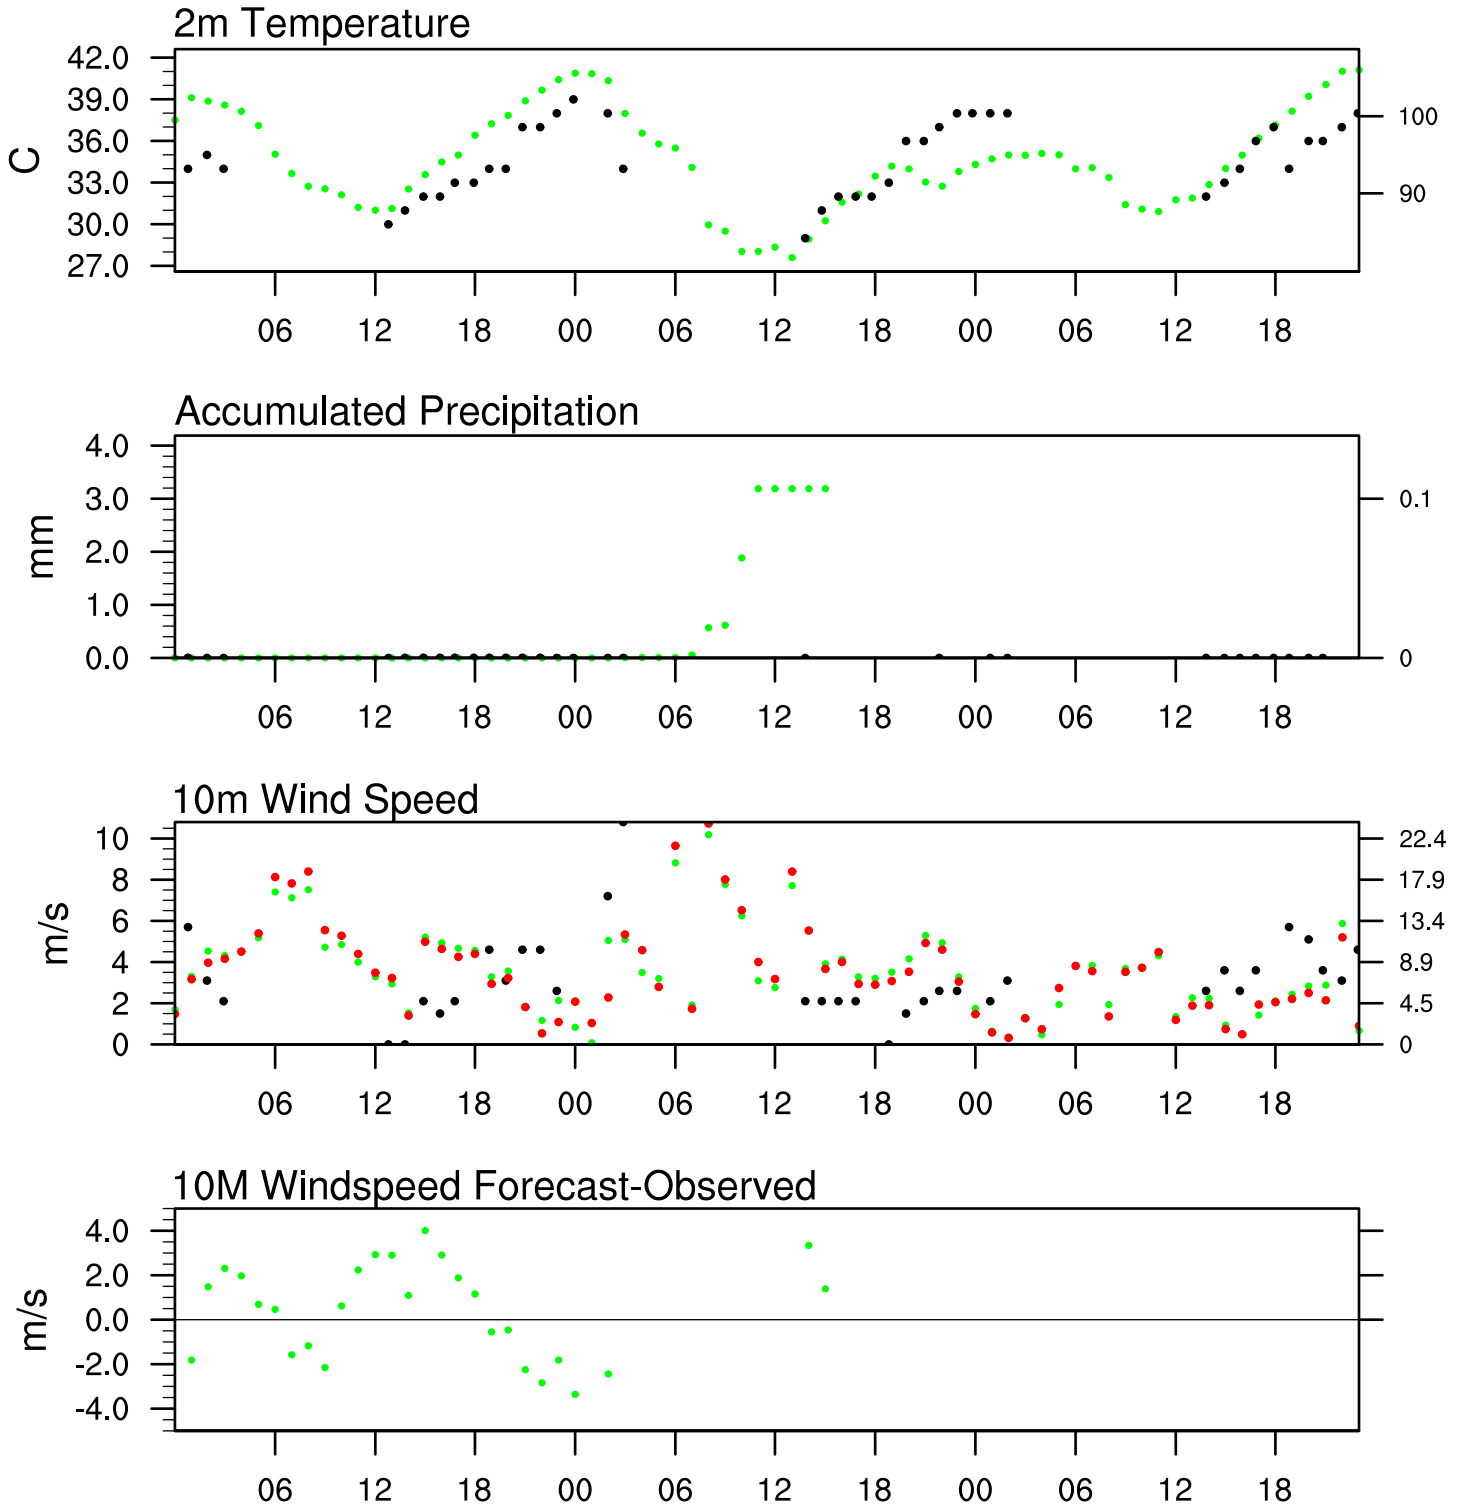 2m Temperature
42.0
39.0
36.0
33.0
30.0
27.0
C
100
90
06 12 18 00 06 12 18 00 06 12 18
Accumulated Precipitation
4.0
3.0
2.0
1.0
0.0
mm
0.1
0
06 12 18 00 06 12 18 00 06 12 18
10m Wind Speed
10
8
6
4
2
0
m/s
22.4
17.9
13.4
8.9
4.5
0
06 12 18 00 06 12 18 00 06 12 18
10M Windspeed Forecast-Observed
4.0
2.0
0.0
-2.0
-4.0
m/s
06 12 18 00 06 12 18 00 06 12 18